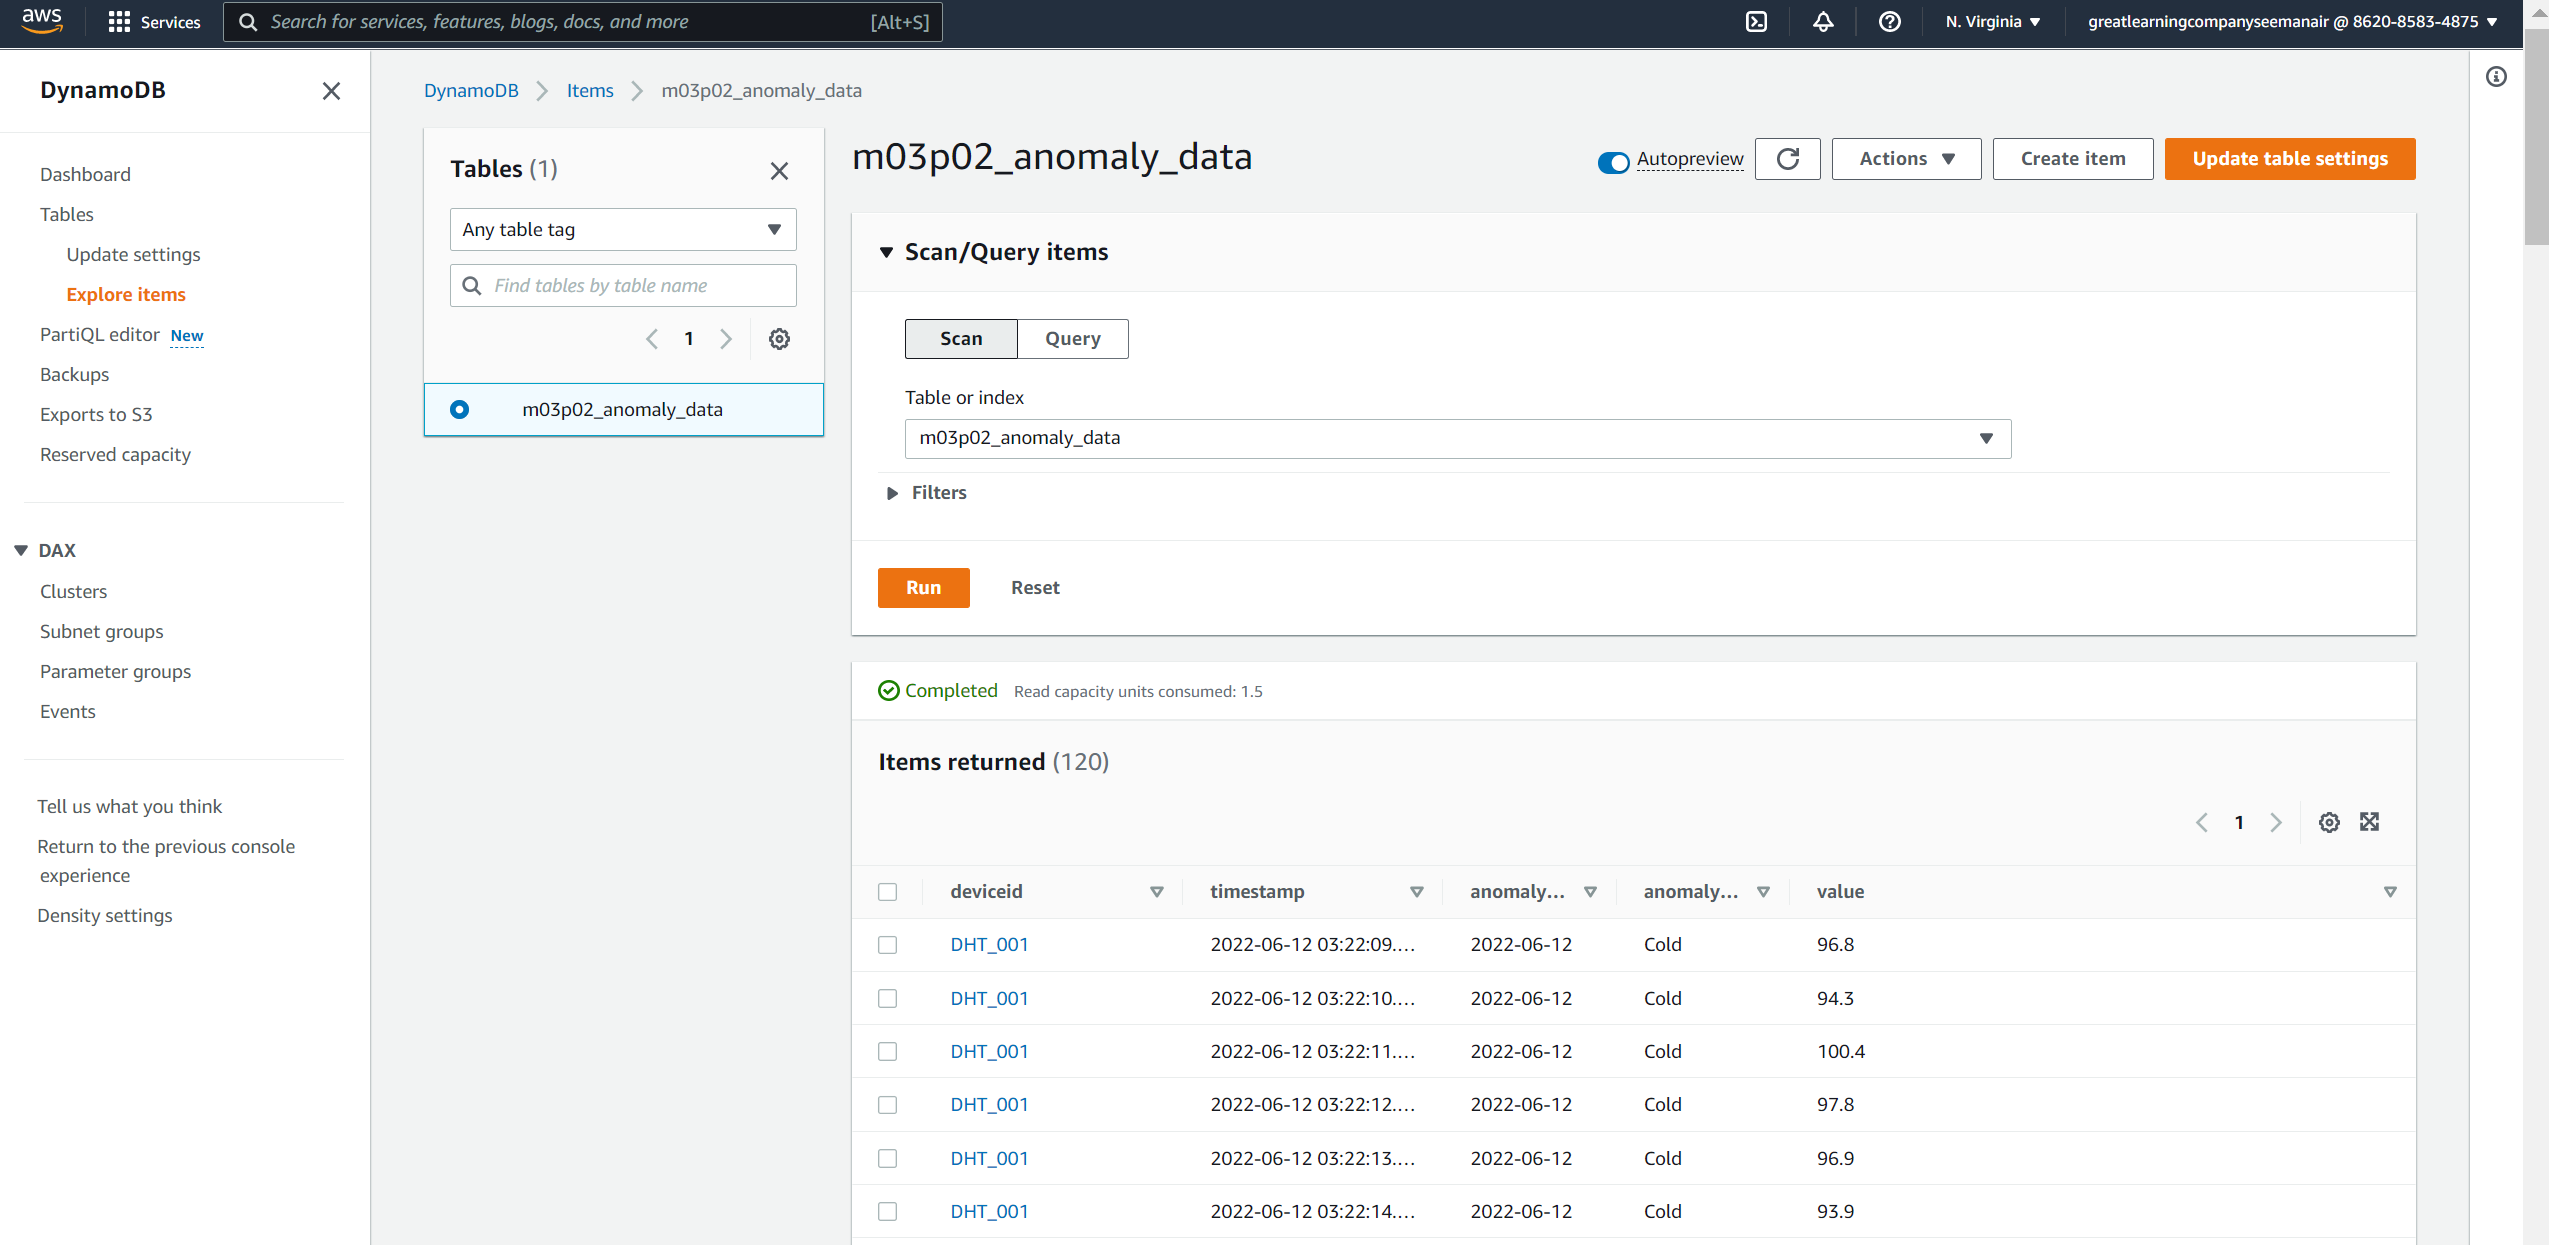 aws
Services
Search for services, features, blogs, docs, and more [Alt+S]
N. Virginia
greatlearningcompanyseemanair @ 8620-8583-4875
DynamoDB
Dashboard
Tables
Update settings
Explore items
PartiQL editor New
Backups
Exports to S3
Reserved capacity
DAX
Clusters
Subnet groups
Parameter groups
Events
Tell us what you think
Return to the previous console
experience
Density settings
DynamoDB Items m03p02_anomaly_data
Tables (1)
Any table tag
Find tables by table name
1
m03p02_anomaly_data
m03p02_anomaly_data
Autopreview
Actions
Create item
Update table settings
Scan/Query items
Scan Query
Table or index
m03p02_anomaly_data
Filters
Run Reset
Completed Read capacity units consumed: 1.5
Items returned (120)
1
deviceid timestamp anomaly... anomaly... value
DHT_001 2022-06-12 03:22:09.... 2022-06-12 Cold 96.8
DHT_001 2022-06-12 03:22:10.... 2022-06-12 Cold 94.3
DHT_001 2022-06-12 03:22:11.... 2022-06-12 Cold 100.4
DHT_001 2022-06-12 03:22:12.... 2022-06-12 Cold 97.8
DHT_001 2022-06-12 03:22:13.... 2022-06-12 Cold 96.9
DHT_001 2022-06-12 03:22:14.... 2022-06-12 Cold 93.9